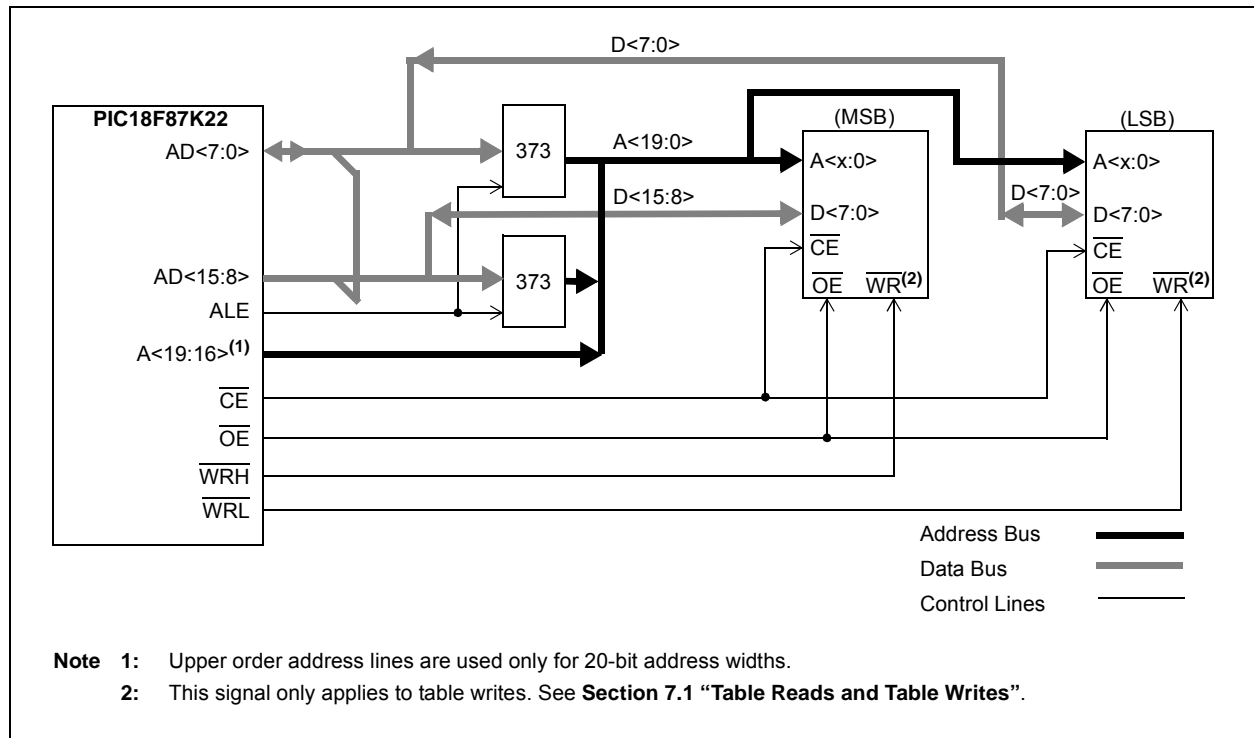 D<7:0>
PIC18F87K22
AD<7:0>
373
A<19:0>
(MSB)
A<x:0>
(LSB)
A<x:0>
D<15:8>
D<7:0>
D<7:0>
D<7:0>
CE
CE
AD<15:8>
373
OE WR(2)
OE WR(2)
ALE
A<19:16>(1)
CE
OE
WRH
WRL
Address Bus
Data Bus
Control Lines
Note 1: Upper order address lines are used only for 20-bit address widths.
2: This signal only applies to table writes. See Section 7.1 “Table Reads and Table Writes”.